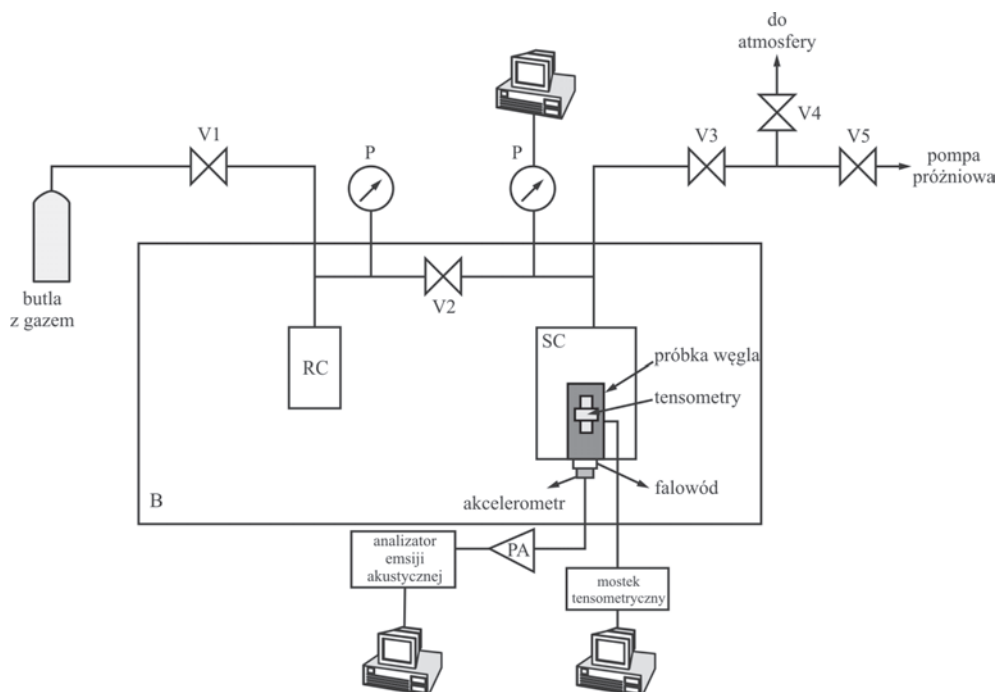 do
atmosfery
V4
V1
V3
V5
P
P
pompa
próżniowa
butla
z gazem
V2
SC
RC
próbka węgla
tensometry
akcelerometr
falowód
B
analizator
emsiji
akustycznej
PA
mostek
tensometryczny